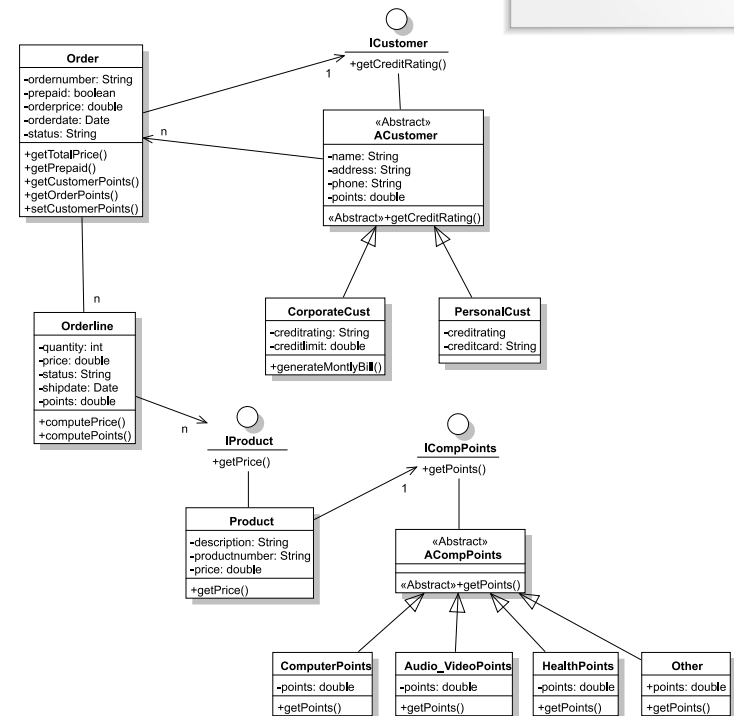 ICustomer
+getCreditRating()
Order
-ordernumber: String
-prepaid: boolean
-orderprice: double
-orderdate: Date
-status: String
+getTotalPrice()
+getPrepaid()
+getCustomerPoints()
+getOrderPoints()
+setCustomerPoints()
1
n
«Abstract»
ACustomer
-name: String
-address: String
-phone: String
-points: double
«Abstract»+getCreditRating()
n
CorporateCust
-creditrating: String
-creditlimit: double
+generateMontlyBill()
PersonalCust
-creditrating
-creditcard: String
Orderline
-quantity: int
-price: double
-status: String
-shipdate: Date
-points: double
+computePrice()
+computePoints()
n
IProduct
+getPrice()
ICompPoints
+getPoints()
1
Product
-description: String
-productnumber: String
-price: double
+getPrice()
«Abstract»
ACompPoints
«Abstract»+getPoints()
ComputerPoints
-points: double
+getPoints()
Audio_VideoPoints
-points: double
+getPoints()
HealthPoints
-points: double
+getPoints()
Other
+points: double
+getPoints()